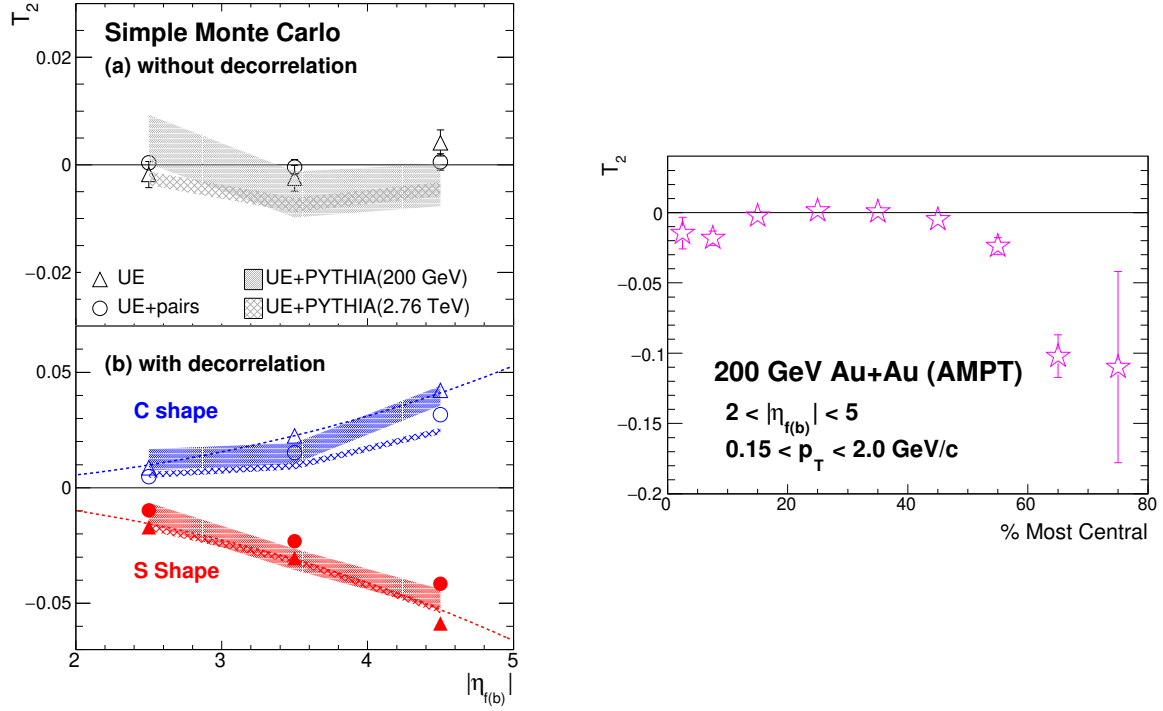 T2
Simple Monte Carlo
(a) without decorrelation
0.02
0
−0.02
UE
UE+PYTHIA(200 GeV)
UE+pairs
UE+PYTHIA(2.76 TeV)
(b) with decorrelation
0.05
C shape
0
S Shape
−0.05
2 3 4 5
|ηf(b)|
T2
0
−0.05
−0.1
−0.15
−0.2
200 GeV Au+Au (AMPT)
2 < |ηf(b)| < 5
0.15 < pT < 2.0 GeV/c
0 20 40 60 80
% Most Central